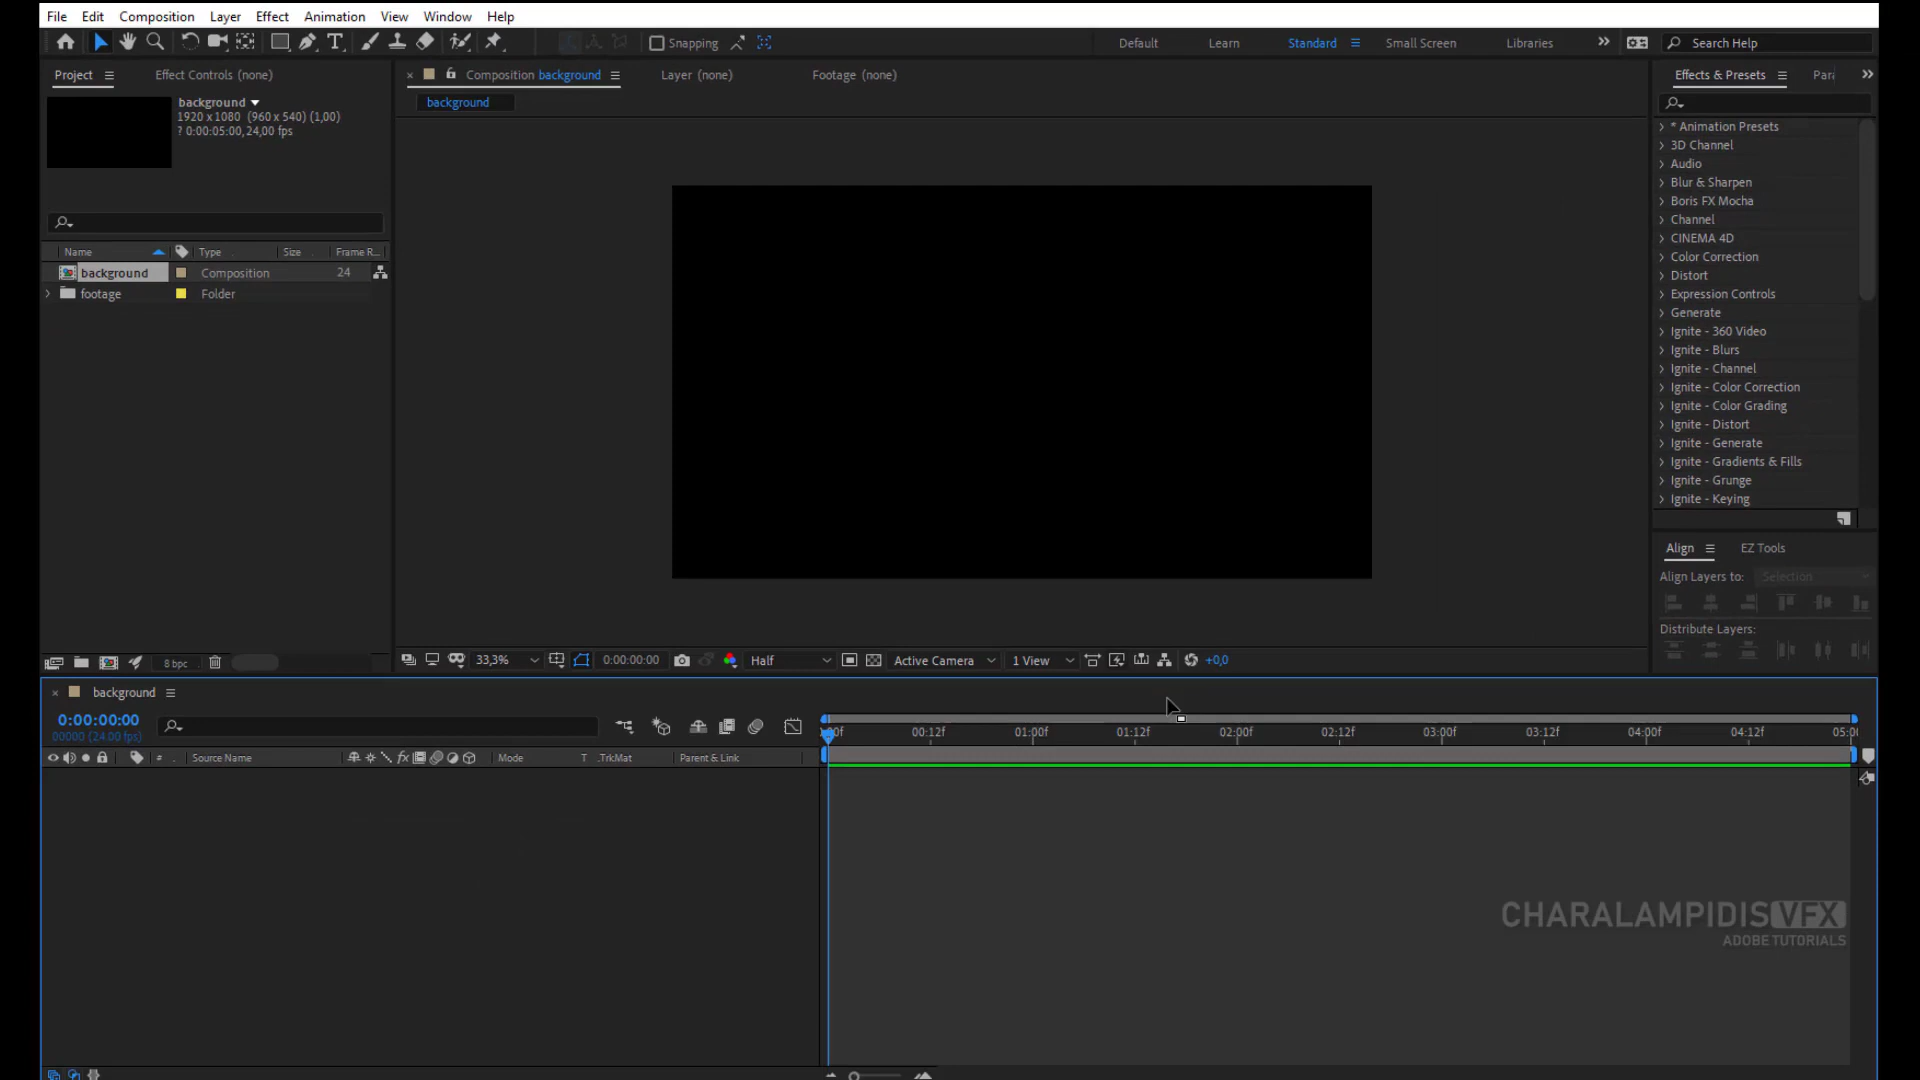 File Edit Composition Layer Effect Animation View Window Help
Snapping Default Learn Standard Small Screen Libraries Search Help
Project Effect Controls (none) Composition background Layer (none) Footage (none) Effects & Presets
background
1920 x 1080 (960 x 540) (1,00)
? 0:00:05:00, 24,00 fps
background
Name Type Size Frame R...
background Composition 24
footage Folder
* Animation Presets
3D Channel
Audio
Blur & Sharpen
Boris FX Mocha
Channel
CINEMA 4D
Color Correction
Distort
Expression Controls
Generate
Ignite - 360 Video
Ignite - Blurs
Ignite - Channel
Ignite - Color Correction
Ignite - Color Grading
Ignite - Distort
Ignite - Generate
Ignite - Gradients & Fills
Ignite - Grunge
Ignite - Keying
Align EZ Tools
Align Layers to: Selection
Distribute Layers:
8 bpc 33,3% 0:00:00:00 Half Active Camera 1 View +0,0
background
0:00:00:00
00000 (24.00 fps)
00:12f 01:00f 01:12f 02:00f 02:12f 03:00f 03:12f 04:00f 04:12f
# Source Name fx Mode T .TrkMat Parent & Link
CHARALAMPIDIS VFX
ADOBE TUTORIALS